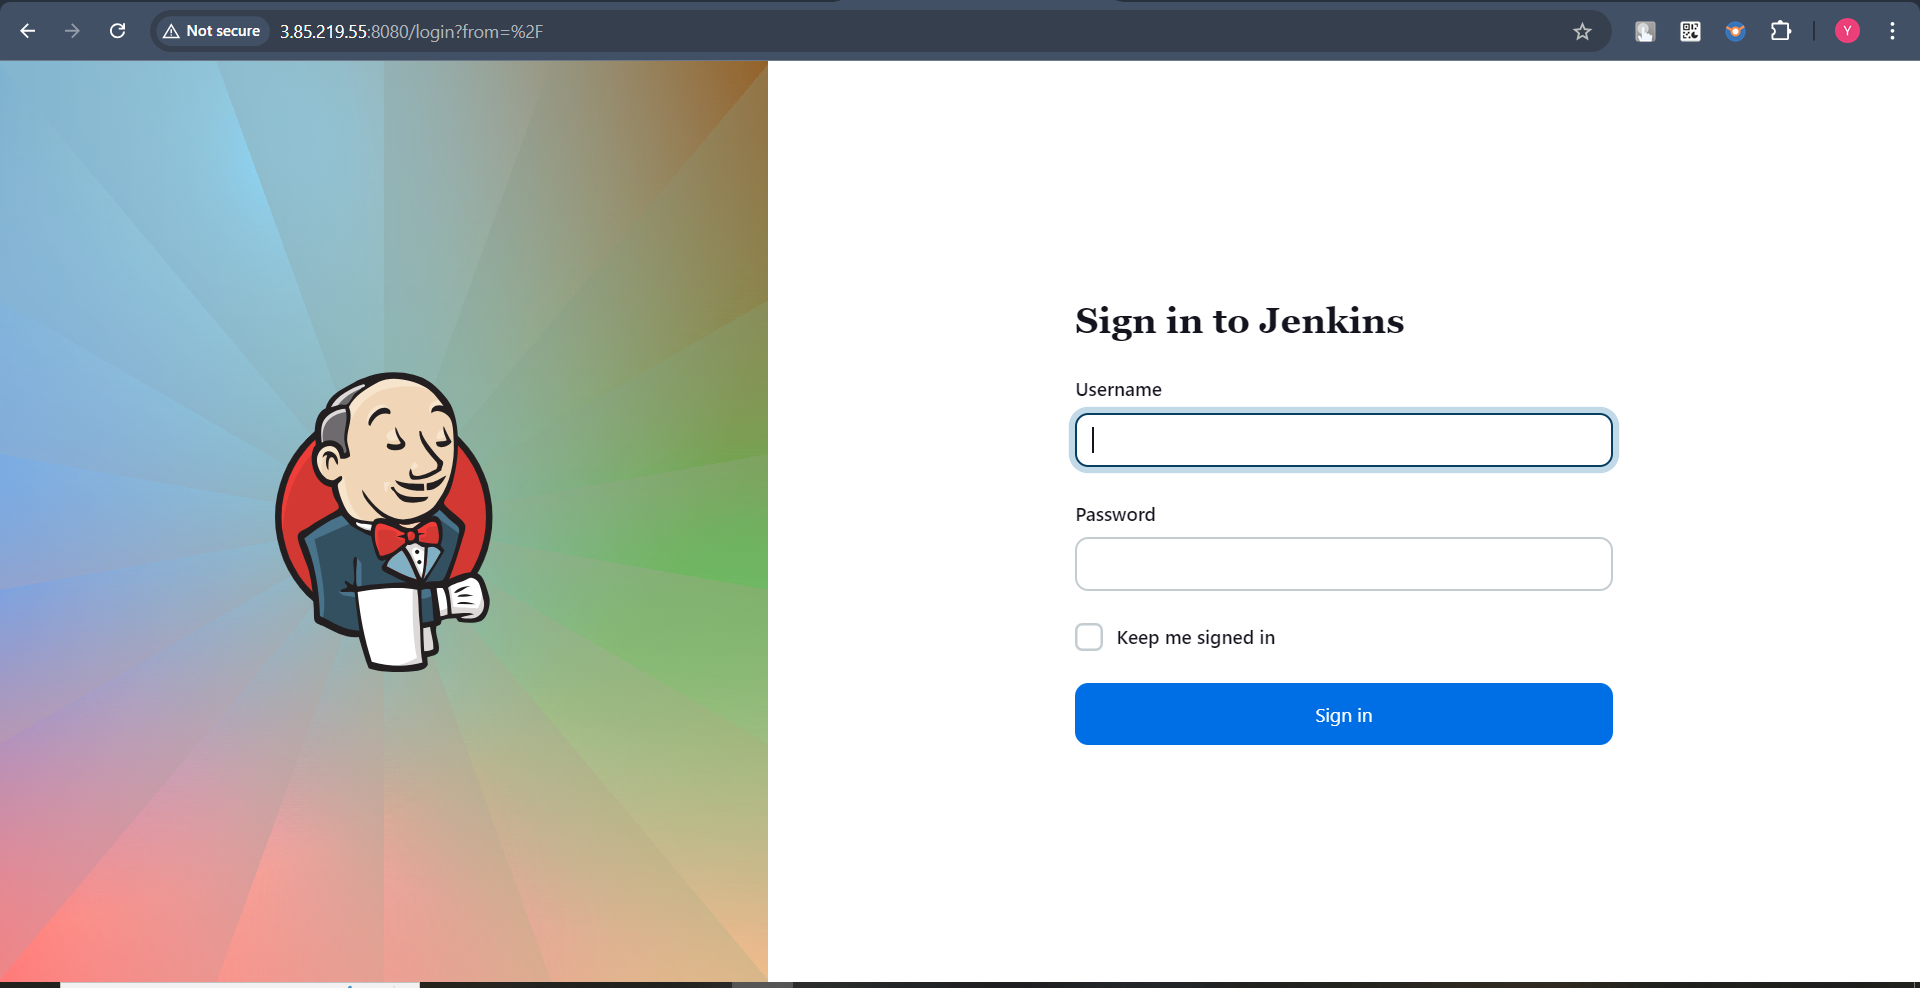 Not secure
3.85.219.55:8080/login?from=%2F
Y
Sign in to Jenkins
Username
Password
Keep me signed in
Sign in